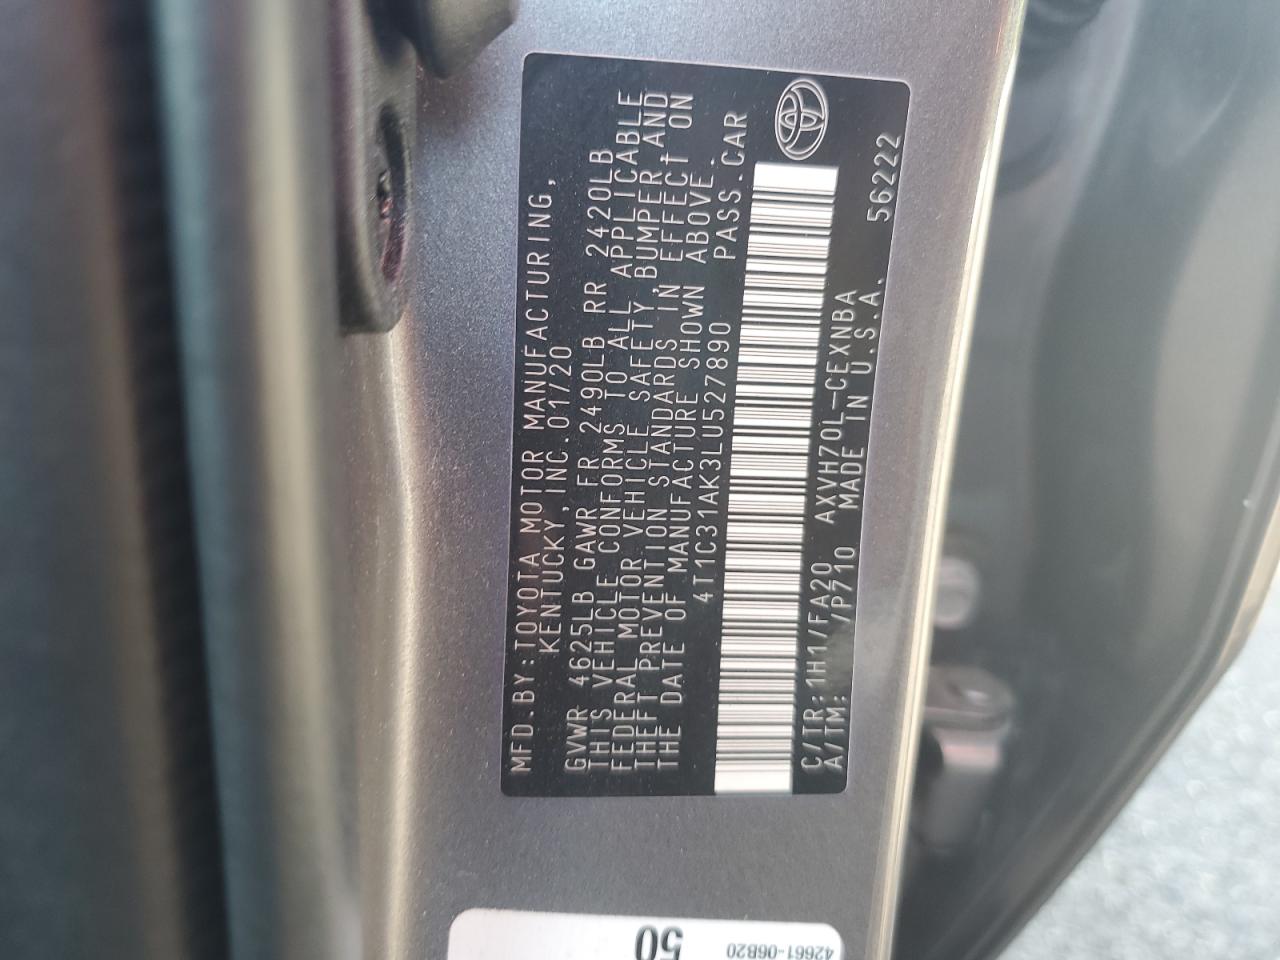 MFD.BY:TOYOTA MOTOR MANUFACTURING,
KENTUCKY,INC.01/20
GVWR 4625LB GAWR FR 2490LB RR 2420LB
THIS VEHICLE CONFORMS TO ALL APPLICABLE
FEDERAL MOTOR VEHICLE SAFETY,BUMPER,AND
THEFT PREVENTION STANDARDS IN EFFECT ON
THE DATE OF MANUFACTURE SHOWN ABOVE.
4T1C31AK3LU527890 PASS.CAR
C/TR:1H1/FA20 AXVH70L-CEXNBA
A/TM: /P710 MADE IN U.S.A. 56222
50
42661-06B20